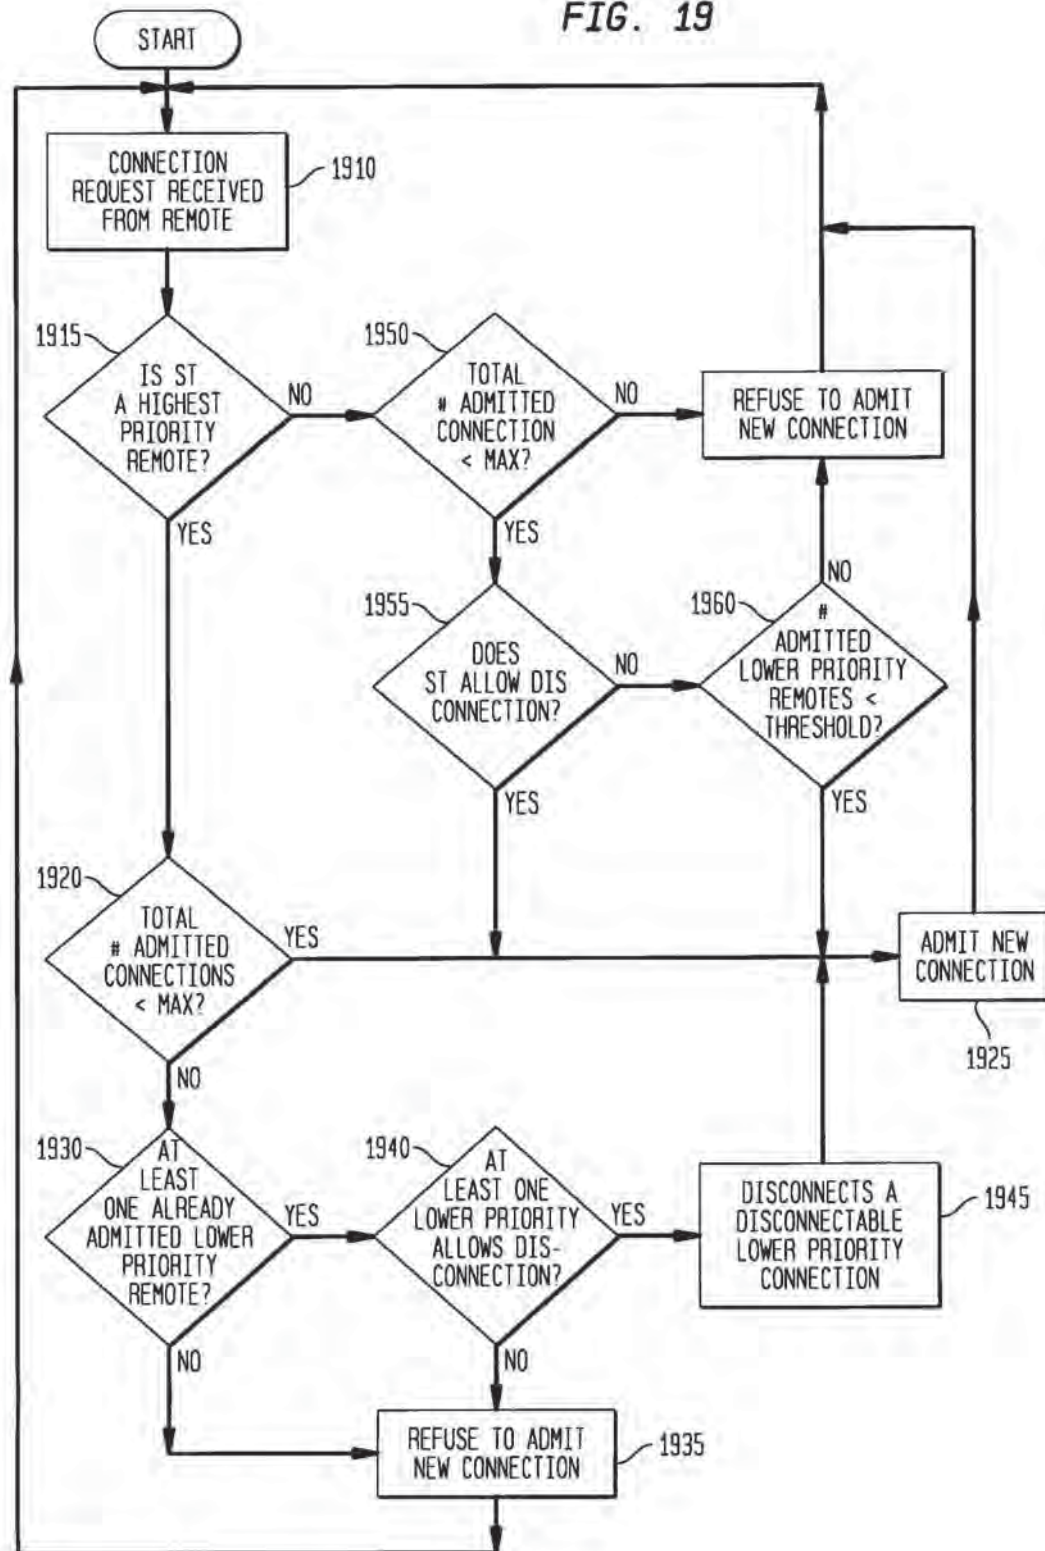 FIG. 19
START
CONNECTION
REQUEST RECEIVED
FROM REMOTE
1910
1915
IS ST
A HIGHEST
PRIORITY
REMOTE?
NO
YES
1950
TOTAL
# ADMITTED
CONNECTION
< MAX?
NO
YES
REFUSE TO ADMIT
NEW CONNECTION
1955
DOES
ST ALLOW DIS
CONNECTION?
NO
YES
1960
NO
#
ADMITTED
LOWER PRIORITY
REMOTES <
THRESHOLD?
YES
1920
TOTAL
# ADMITTED
CONNECTIONS
< MAX?
YES
NO
ADMIT NEW
CONNECTION
1925
1930
AT
LEAST
ONE ALREADY
ADMITTED LOWER
PRIORITY
REMOTE?
YES
NO
1940
AT
LEAST ONE
LOWER PRIORITY
ALLOWS DIS-
CONNECTION?
YES
NO
DISCONNECTS A
DISCONNECTABLE
LOWER PRIORITY
CONNECTION
1945
REFUSE TO ADMIT
NEW CONNECTION
1935